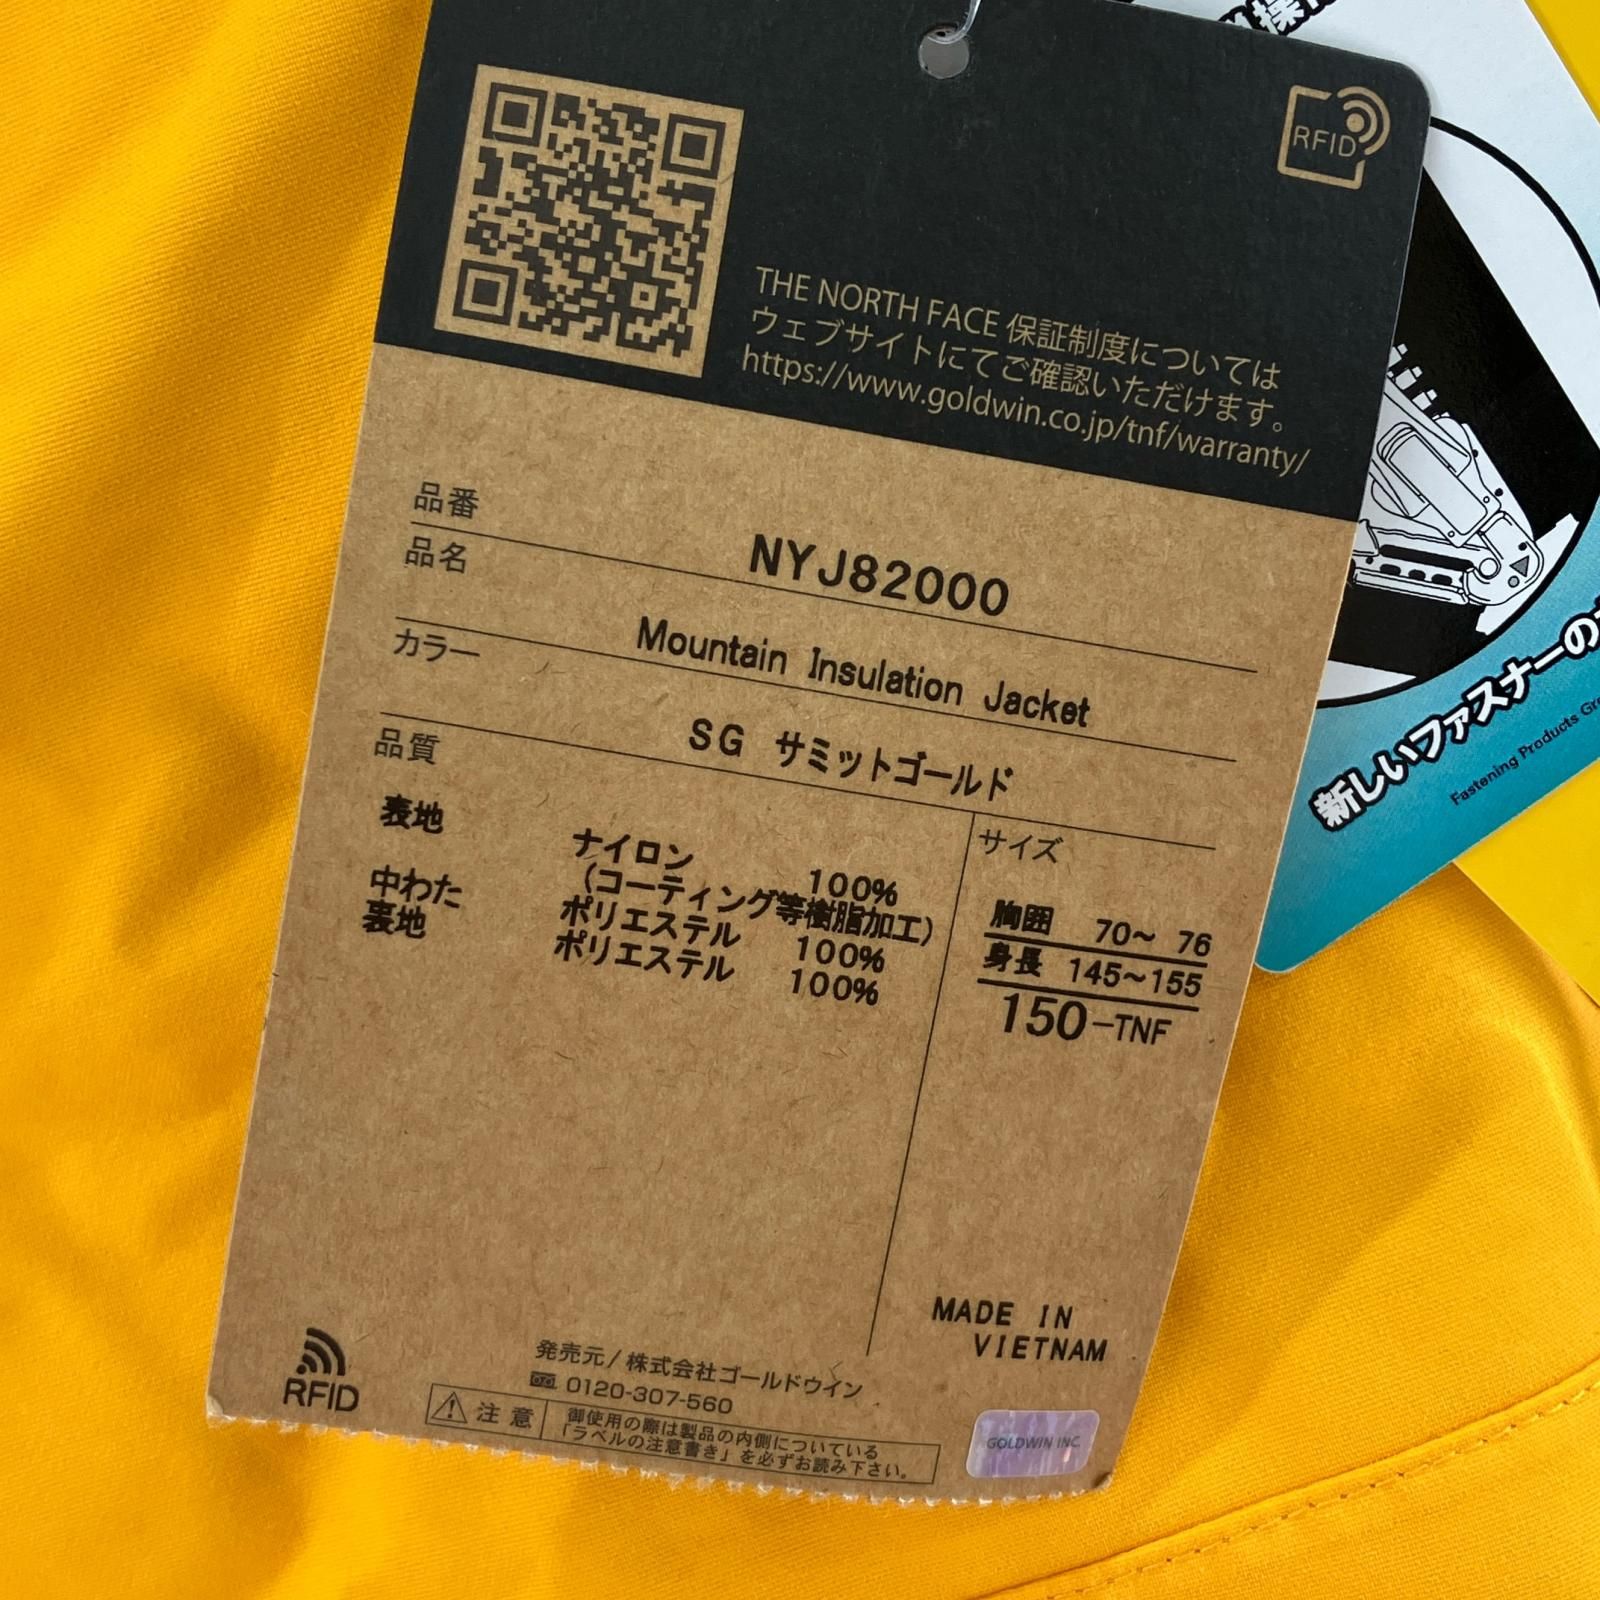 RFID
THE NORTH FACE 保証制度については
ウェブサイトにてご確認いただけます。
https://www.goldwin.co.jp/tnf/warranty/
品番
NYJ82000
品名
Mountain Insulation Jacket
カラー
SG サミットゴールド
品質
表地 ナイロン 100%
(コーティング等樹脂加工)
中わた ポリエステル 100%
裏地 ポリエステル 100%
サイズ
胸囲 70~ 76
身長 145~155
150-TNF
MADE IN
VIETNAM
RFID
発売元/株式会社ゴールドウイン
0120-307-560
注意
御使用の際は製品の内側についている
「ラベルの注意書き」を必ずお読み下さい。
GOLDWIN INC.
新しいファスナーの
Fastening Products